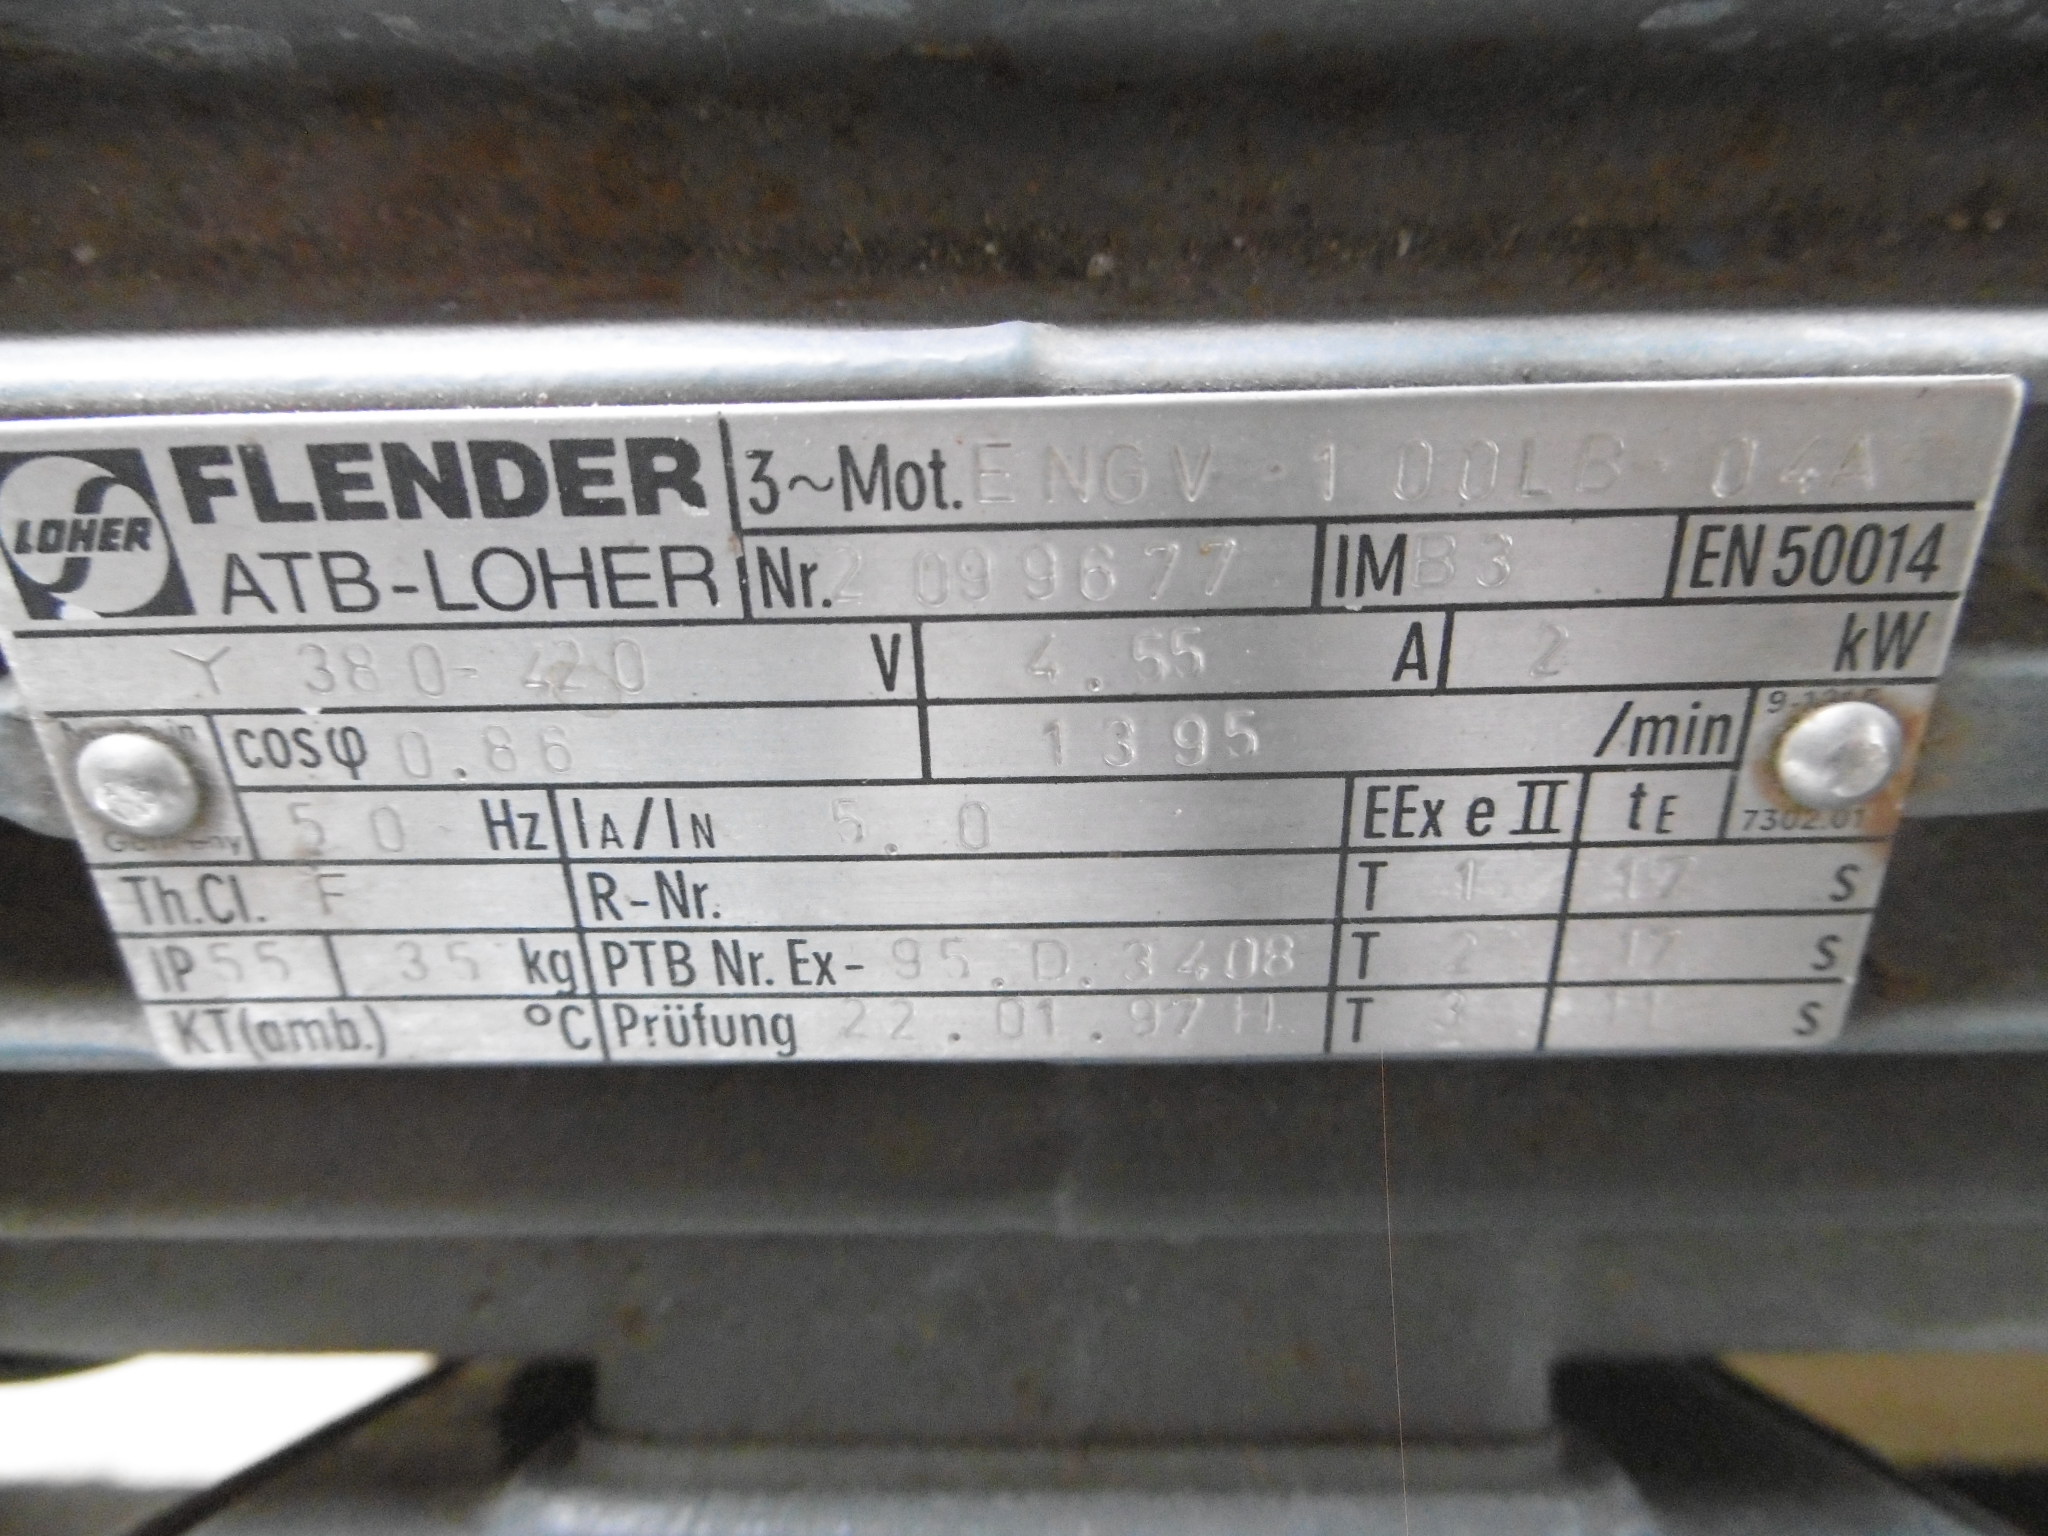 LOHER FLENDER 3~Mot. ENGV-100LB-04A
ATB-LOHER Nr. 2099677 IM B3 EN 50014
Y 380-420 V 4.55 A 2 kW
cosφ 0.86 1395 /min
50 Hz IA/IN 5.0 EEx e II tE
Germany 7302.01
Th.Cl. F R-Nr. T 1 17 s
IP55 35 kg PTB Nr. Ex- 95.D.3408 T 2 17 s
KT(amb.) °C Prüfung 22.01.97 H T 3 11 s